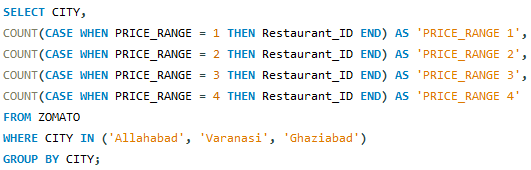 SELECT CITY,
COUNT(CASE WHEN PRICE_RANGE = 1 THEN Restaurant_ID END) AS 'PRICE_RANGE 1',
COUNT(CASE WHEN PRICE_RANGE = 2 THEN Restaurant_ID END) AS 'PRICE_RANGE 2',
COUNT(CASE WHEN PRICE_RANGE = 3 THEN Restaurant_ID END) AS 'PRICE_RANGE 3',
COUNT(CASE WHEN PRICE_RANGE = 4 THEN Restaurant_ID END) AS 'PRICE_RANGE 4'
FROM ZOMATO
WHERE CITY IN ('Allahabad', 'Varanasi', 'Ghaziabad')
GROUP BY CITY;